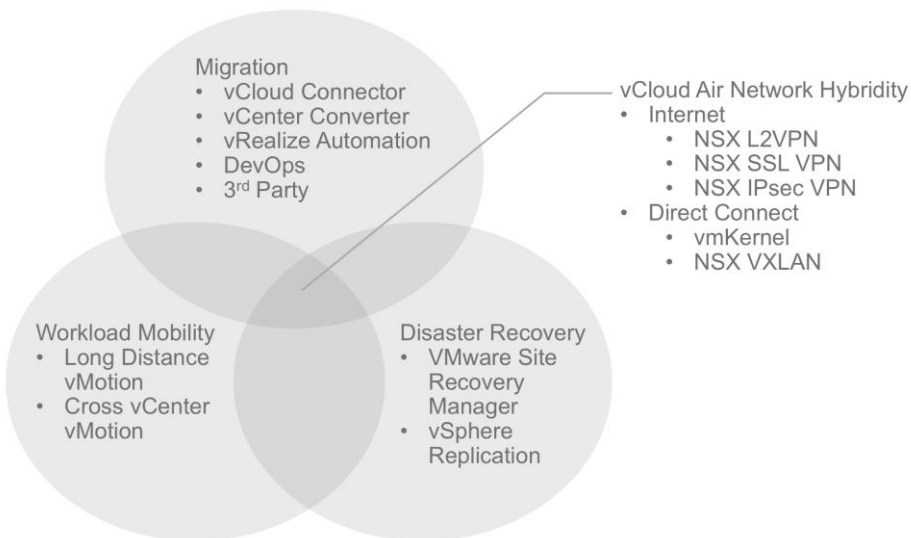 Migration
• vCloud Connector
• vCenter Converter
• vRealize Automation
• DevOps
• 3rd Party
vCloud Air Network Hybridity
• Internet
• NSX L2VPN
• NSX SSL VPN
• NSX IPsec VPN
• Direct Connect
• vmKernel
• NSX VXLAN
Workload Mobility
• Long Distance
vMotion
• Cross vCenter
vMotion
Disaster Recovery
• VMware Site
Recovery
Manager
• vSphere
Replication